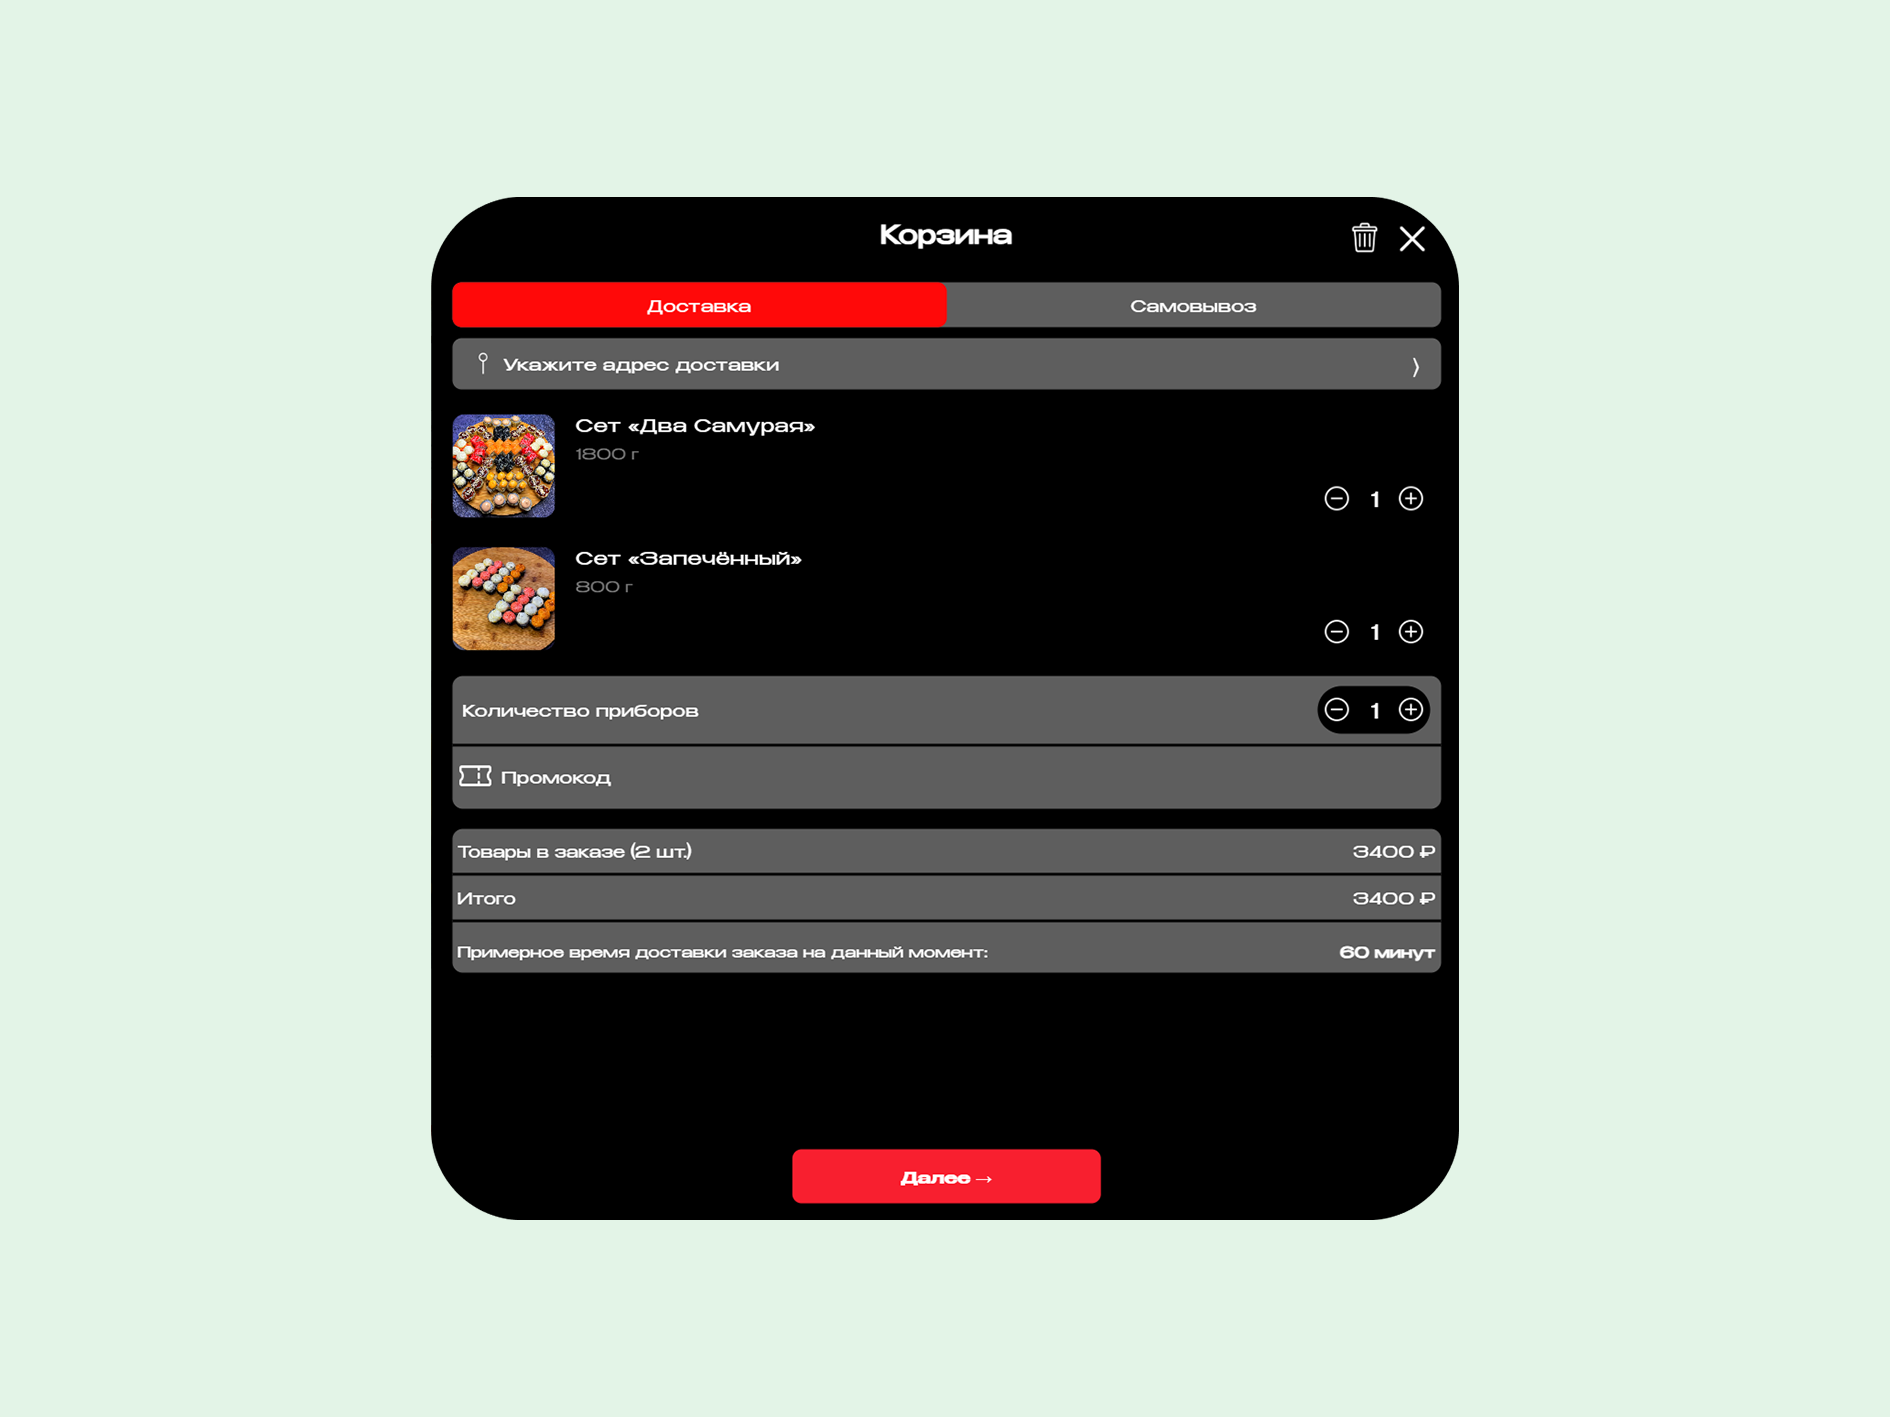 Корзина
Доставка
Самовывоз
Укажите адрес доставки
Сет «Два Самурая»
1800 г
1
Сет «Запечённый»
800 г
1
Количество приборов
1
Промокод
Товары в заказе (2 шт.) 3400 ₽
Итого 3400 ₽
Примерное время доставки заказа на данный момент: 60 минут
Далее →